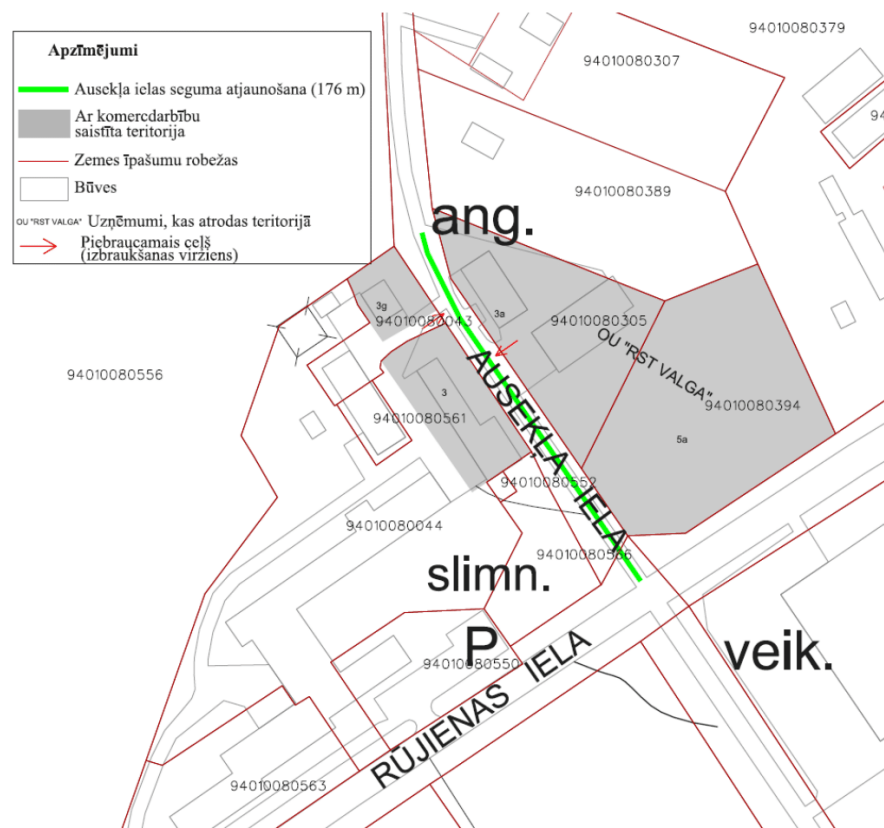 Apzīmējumi
Ausekļa ielas seguma atjaunošana (176 m)
Ar komercdarbību
saistīta teritorija
Zemes īpašumu robežas
Būves
OU "RST VALGA" Uzņēmumi, kas atrodas teritorijā
Piebraucamais ceļš
(izbraukšanas virziens)
94010080379
94010080307
94010080389
ang.
3g
94010080043
3a
94010080305
OU "RST VALGA"
94010080556
3
94010080561
94010080394
5a
AUSEKĻA IELA
94010080552
94010080044
94010080566
slimn.
P
94010080550
veik.
RŪJIENAS IELA
94010080563